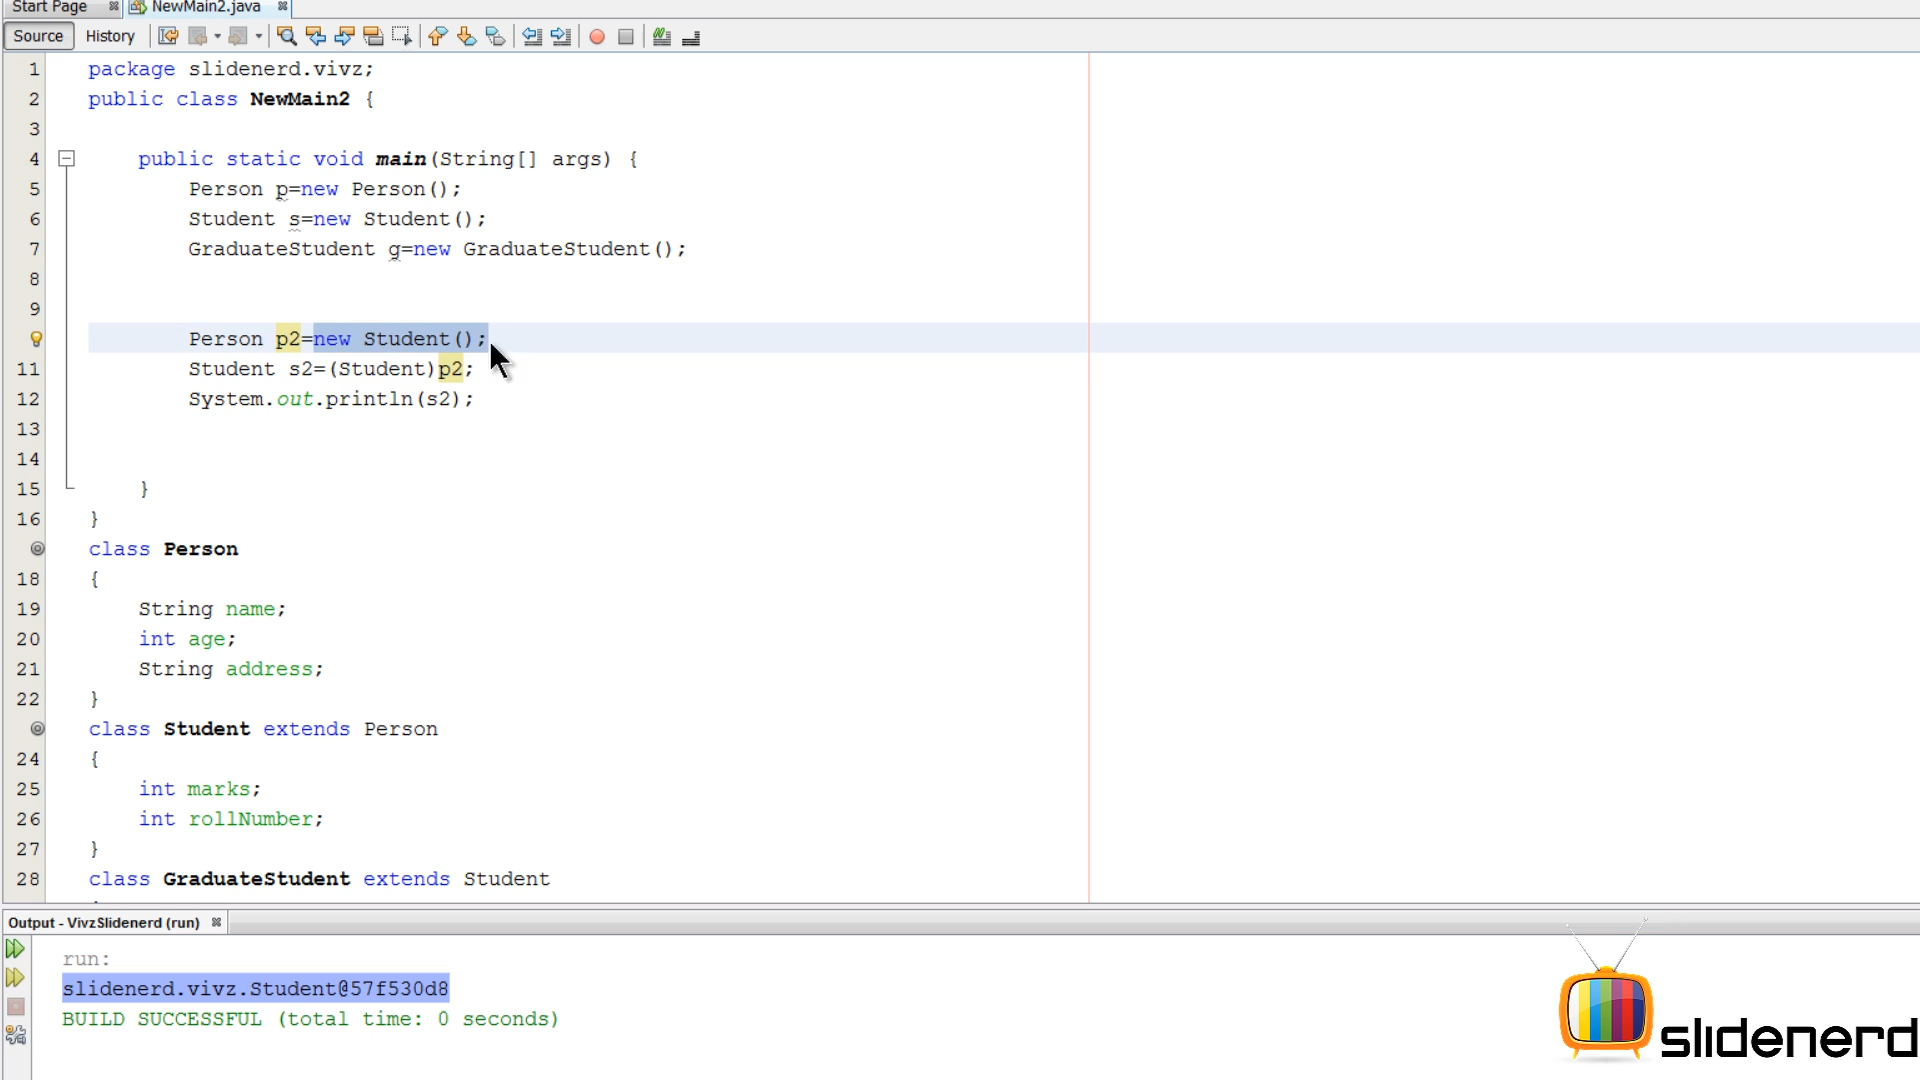 Start Page NewMain2.java
Source History
1 package slidenerd.vivz;
2 public class NewMain2 {
3
4 public static void main(String[] args) {
5 Person p=new Person();
6 Student s=new Student();
7 GraduateStudent g=new GraduateStudent();
8
9
Person p2=new Student();
11 Student s2=(Student)p2;
12 System.out.println(s2);
13
14
15 }
16 }
class Person
18 {
19 String name;
20 int age;
21 String address;
22 }
class Student extends Person
24 {
25 int marks;
26 int rollNumber;
27 }
28 class GraduateStudent extends Student
Output - VivzSlidenerd (run)
run:
slidenerd.vivz.Student@57f530d8
BUILD SUCCESSFUL (total time: 0 seconds)
slidenerd